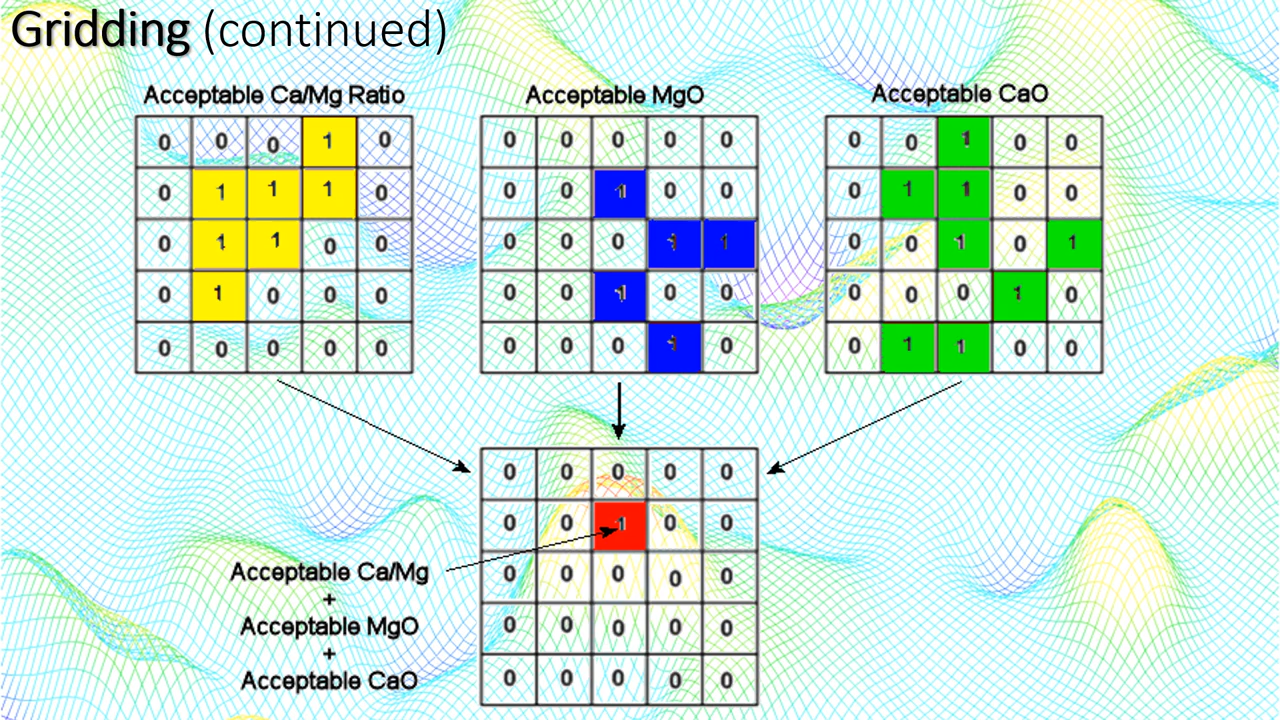 Gridding (continued)
Acceptable Ca/Mg Ratio
0 0 0 1 0
0 1 1 1 0
0 1 1 0 0
0 1 0 0 0
0 0 0 0 0
Acceptable MgO
0 0 0 0 0
0 0 1 0 0
0 0 0 1 1
0 0 1 0 0
0 0 0 1 0
Acceptable CaO
0 0 1 0 0
0 1 1 0 0
0 0 1 0 1
0 0 0 1 0
0 1 1 0 0
0 0 0 0 0
0 0 1 0 0
0 0 0 0 0
0 0 0 0 0
0 0 0 0 0
Acceptable Ca/Mg
+
Acceptable MgO
+
Acceptable CaO